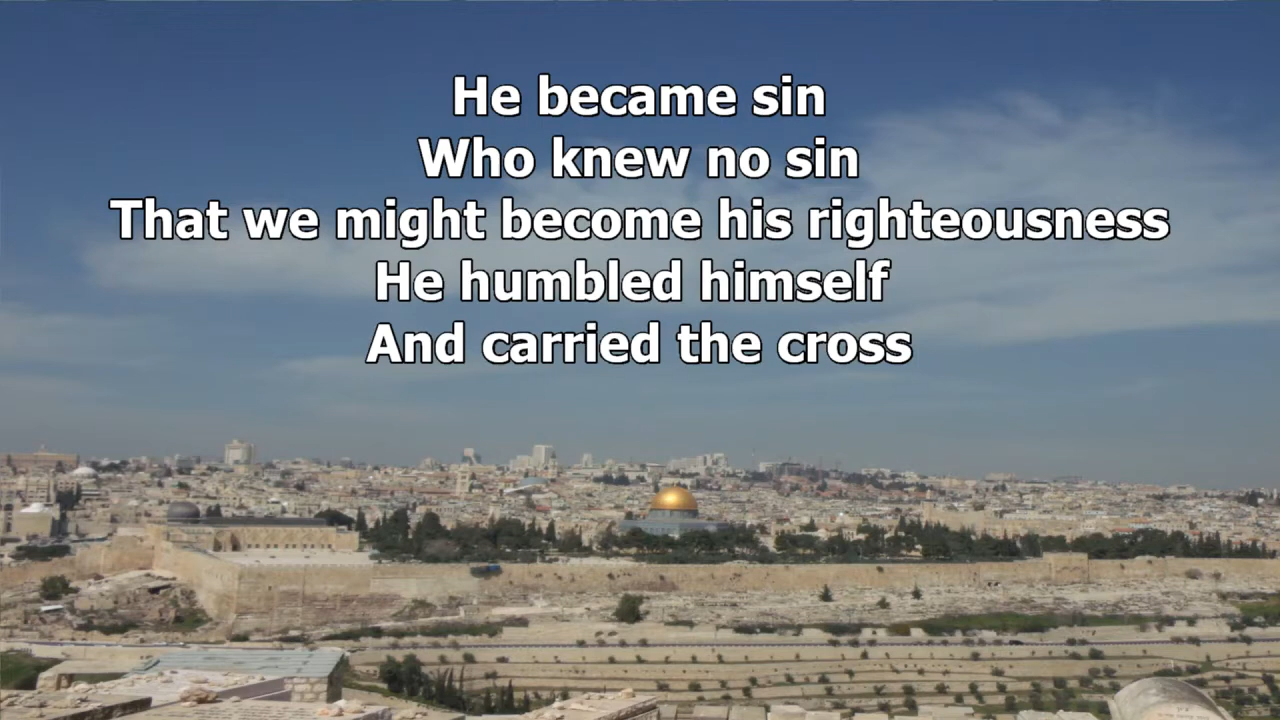 He became sin
Who knew no sin
That we might become his righteousness
He humbled himself
And carried the cross